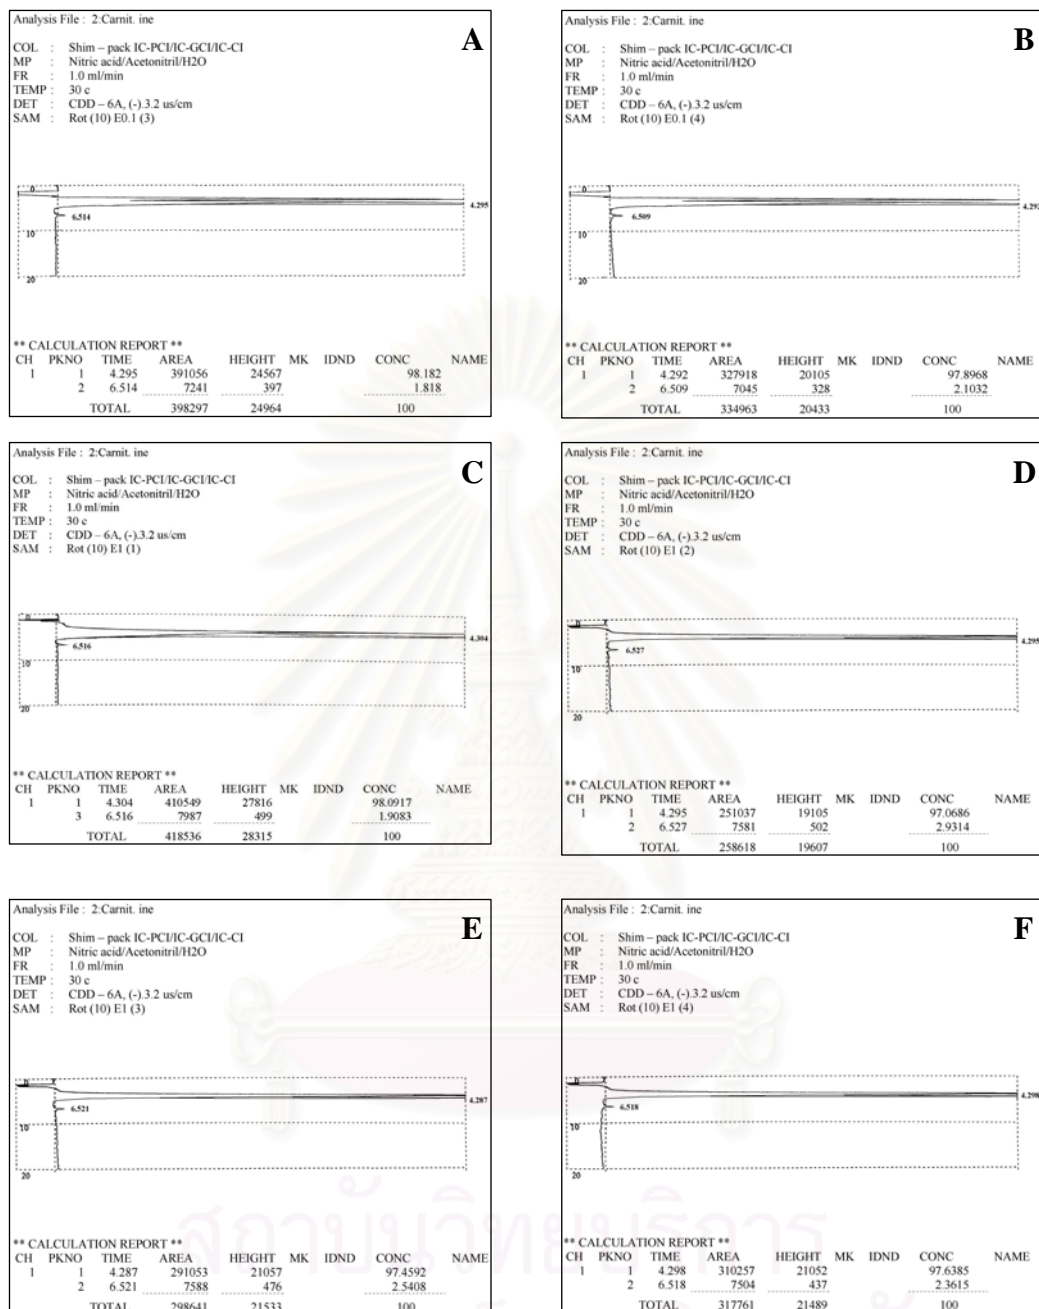 Analysis File : 2:Carnit. ine
A
COL : Shim – pack IC-PCI/IC-GCI/IC-CI
MP : Nitric acid/Acetonitril/H2O
FR : 1.0 ml/min
TEMP : 30 c
DET : CDD – 6A, (-).3.2 us/cm
SAM : Rot (10) E0.1 (3)
0
4.295
6.514
10
20
** CALCULATION REPORT **
CH PKNO TIME AREA HEIGHT MK IDND CONC NAME
1 1 4.295 391056 24567 98.182
2 6.514 7241 397 1.818
TOTAL 398297 24964 100
Analysis File : 2:Carnit. ine
B
COL : Shim – pack IC-PCI/IC-GCI/IC-CI
MP : Nitric acid/Acetonitril/H2O
FR : 1.0 ml/min
TEMP : 30 c
DET : CDD – 6A, (-).3.2 us/cm
SAM : Rot (10) E0.1 (4)
0
4.292
6.509
10
20
** CALCULATION REPORT **
CH PKNO TIME AREA HEIGHT MK IDND CONC NAME
1 1 4.292 327918 20105 97.8968
2 6.509 7045 328 2.1032
TOTAL 334963 20433 100
Analysis File : 2:Carnit. ine
C
COL : Shim – pack IC-PCI/IC-GCI/IC-CI
MP : Nitric acid/Acetonitril/H2O
FR : 1.0 ml/min
TEMP : 30 c
DET : CDD – 6A, (-).3.2 us/cm
SAM : Rot (10) E1 (1)
0
4.304
6.516
10
20
** CALCULATION REPORT **
CH PKNO TIME AREA HEIGHT MK IDND CONC NAME
1 1 4.304 410549 27816 98.0917
3 6.516 7987 499 1.9083
TOTAL 418536 28315 100
Analysis File : 2:Carnit. ine
D
COL : Shim – pack IC-PCI/IC-GCI/IC-CI
MP : Nitric acid/Acetonitril/H2O
FR : 1.0 ml/min
TEMP : 30 c
DET : CDD – 6A, (-).3.2 us/cm
SAM : Rot (10) E1 (2)
4.295
6.527
10
20
** CALCULATION REPORT **
CH PKNO TIME AREA HEIGHT MK IDND CONC NAME
1 1 4.295 251037 19105 97.0686
2 6.527 7581 502 2.9314
TOTAL 258618 19607 100
Analysis File : 2:Carnit. ine
E
COL : Shim – pack IC-PCI/IC-GCI/IC-CI
MP : Nitric acid/Acetonitril/H2O
FR : 1.0 ml/min
TEMP : 30 c
DET : CDD – 6A, (-).3.2 us/cm
SAM : Rot (10) E1 (3)
4.287
6.521
10
20
** CALCULATION REPORT **
CH PKNO TIME AREA HEIGHT MK IDND CONC NAME
1 1 4.287 291053 21057 97.4592
2 6.521 7588 476 2.5408
TOTAL 298641 21533 100
Analysis File : 2:Carnit. ine
F
COL : Shim – pack IC-PCI/IC-GCI/IC-CI
MP : Nitric acid/Acetonitril/H2O
FR : 1.0 ml/min
TEMP : 30 c
DET : CDD – 6A, (-).3.2 us/cm
SAM : Rot (10) E1 (4)
4.298
6.518
10
20
** CALCULATION REPORT **
CH PKNO TIME AREA HEIGHT MK IDND CONC NAME
1 1 4.298 310257 21052 97.6385
2 6.518 7504 437 2.3615
TOTAL 317761 21489 100
สถาบันวิทยบริการ